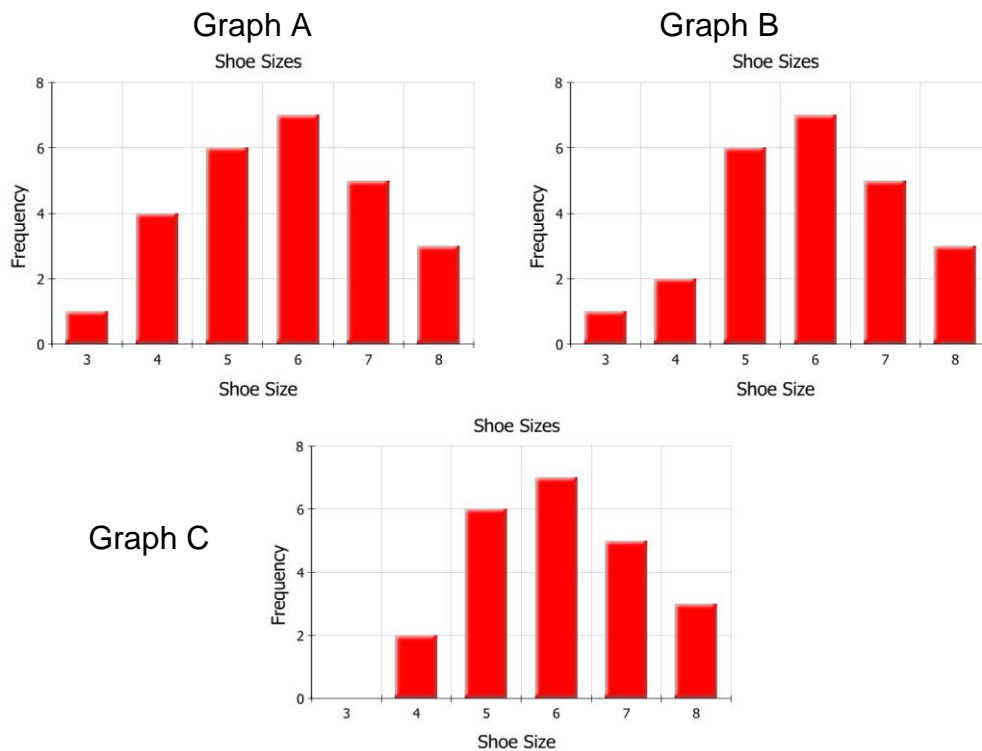 Graph A
Shoe Sizes
8
6
4
2
0
Frequency
3 4 5 6 7 8
Shoe Size
Graph B
Shoe Sizes
8
6
4
2
0
Frequency
3 4 5 6 7 8
Shoe Size
Graph C
Shoe Sizes
8
6
4
2
0
Frequency
3 4 5 6 7 8
Shoe Size